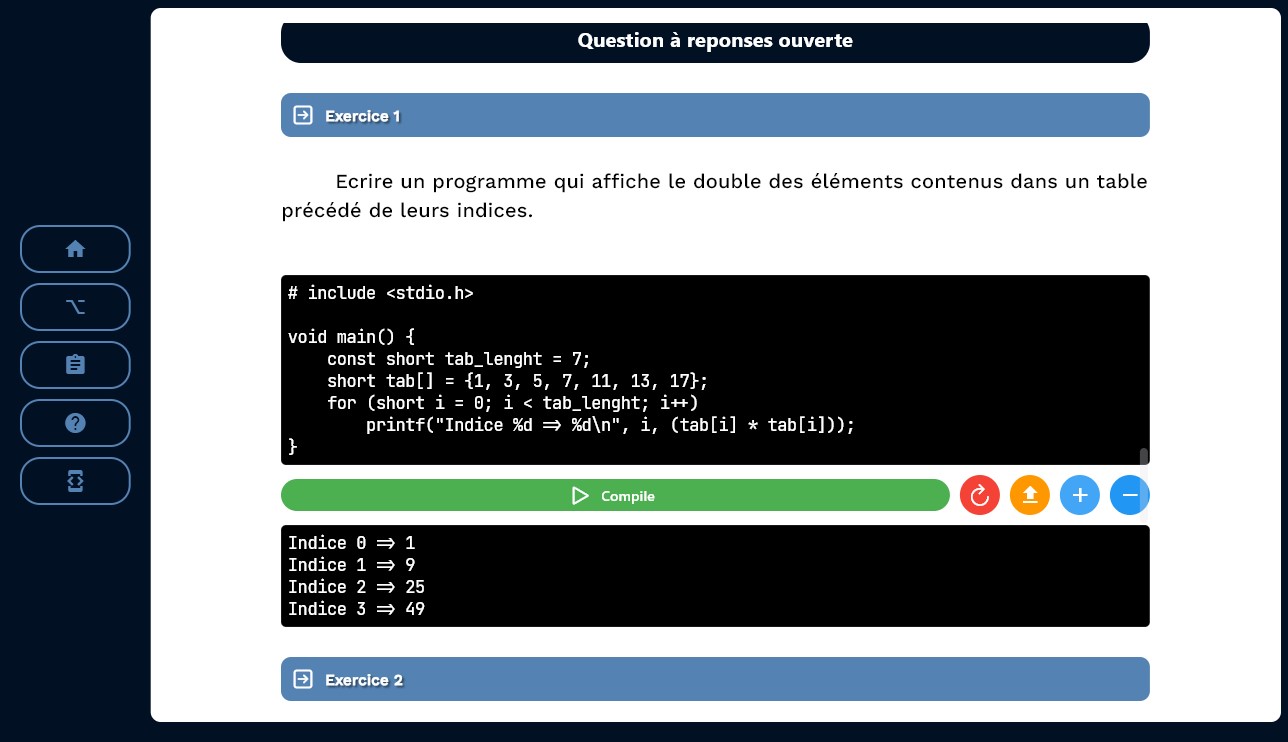 Question à reponses ouverte
Exercice 1
Ecrire un programme qui affiche le double des éléments contenus dans un table
précédé de leurs indices.
# include <stdio.h>
void main() {
    const short tab_lenght = 7;
    short tab[] = {1, 3, 5, 7, 11, 13, 17};
    for (short i = 0; i < tab_lenght; i++)
        printf("Indice %d => %d\n", i, (tab[i] * tab[i]));
}
Compile
Indice 0 => 1
Indice 1 => 9
Indice 2 => 25
Indice 3 => 49
Exercice 2